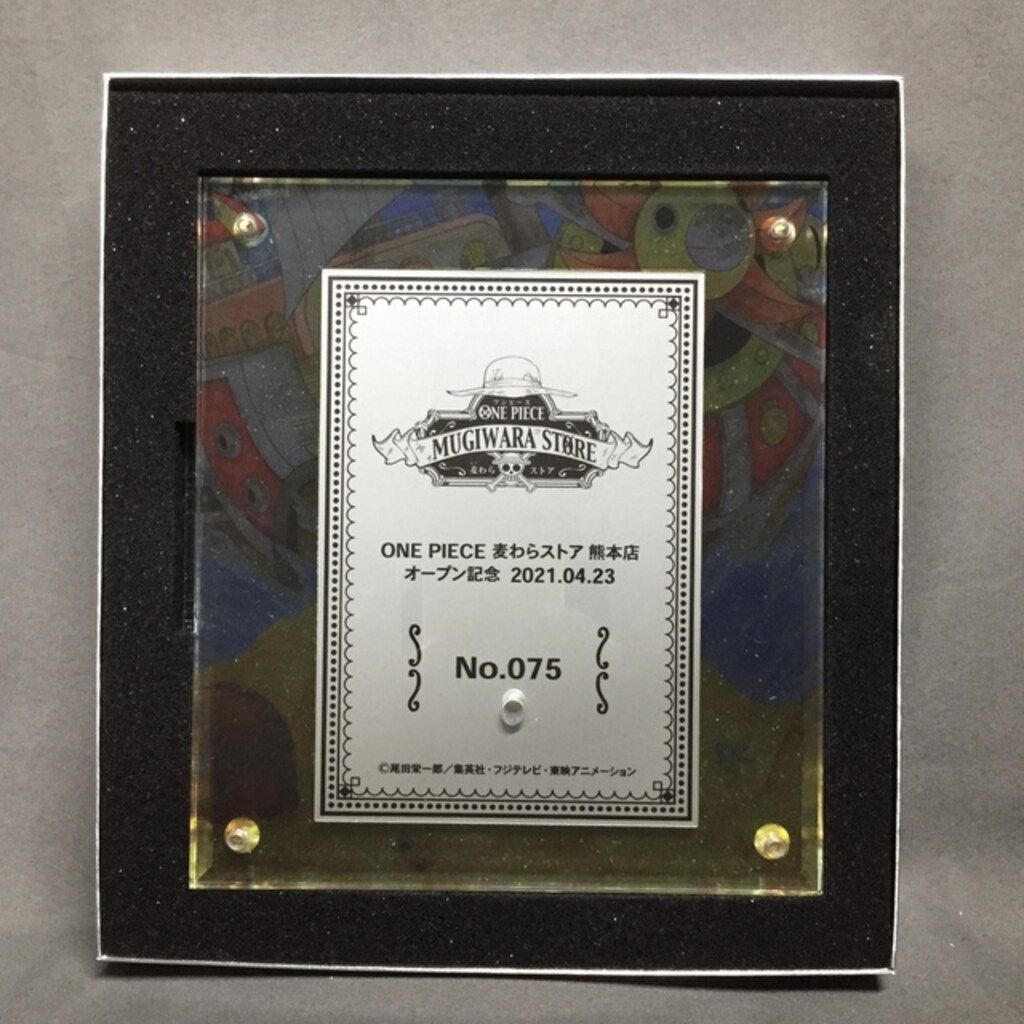 ワンピース
ONE PIECE
MUGIWARA STORE
麦わら ストア
ONE PIECE 麦わらストア 熊本店
オープン記念 2021.04.23
No.075
©尾田栄一郎/集英社・フジテレビ・東映アニメーション